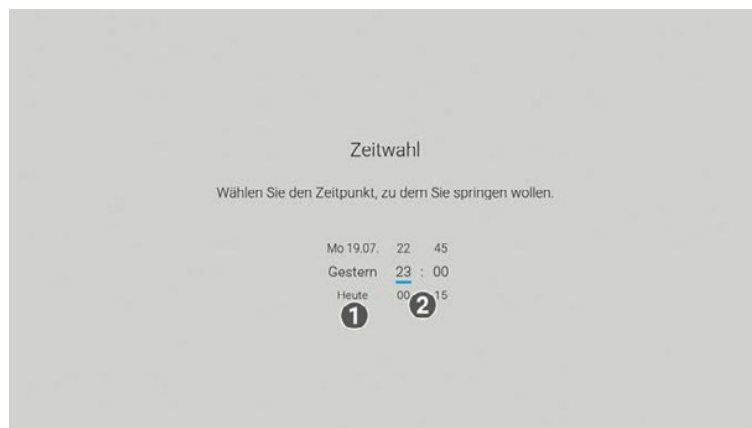 Zeitwahl
Wählen Sie den Zeitpunkt, zu dem Sie springen wollen.
Mo 19.07. 22 45
Gestern 23 : 00
Heute 00 15
1 2